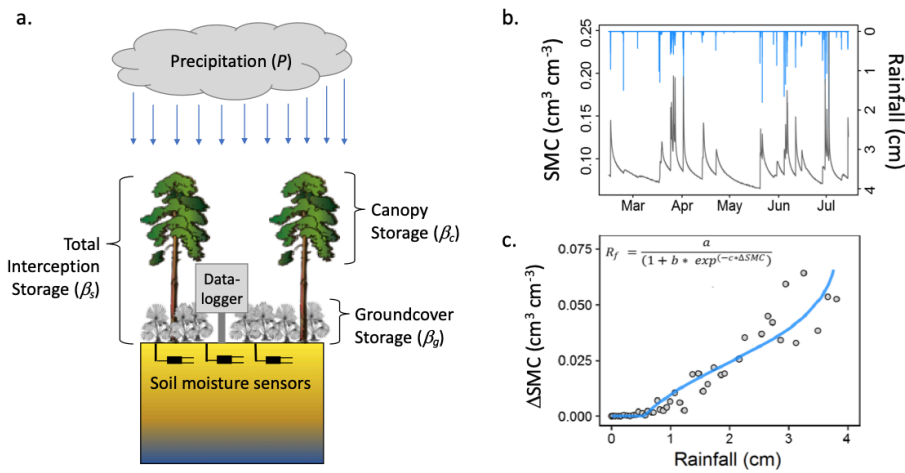 a.
Precipitation (P)
Total
Interception
Storage (βs)
Canopy
Storage (βc)
Data-
logger
Groundcover
Storage (βg)
Soil moisture sensors
b.
SMC (cm³ cm⁻³)
0.25
0.20
0.15
0.10
0
1
2
3
4
Rainfall (cm)
Mar Apr May Jun Jul
c.
R_f = a / (1 + b * exp^(−c*ΔSMC))
ΔSMC (cm³ cm⁻³)
0.075
0.050
0.025
0.000
0 1 2 3 4
Rainfall (cm)